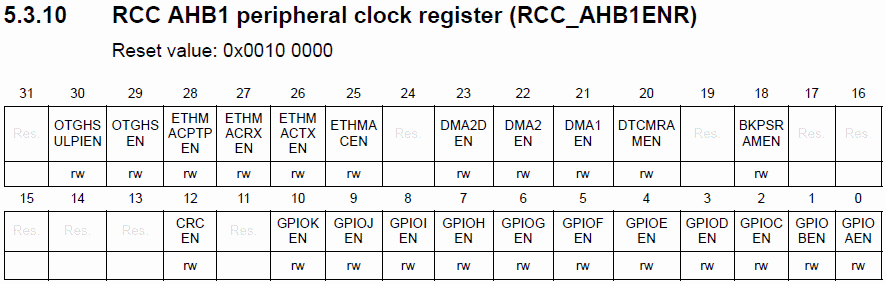 5.3.10 RCC AHB1 peripheral clock register (RCC_AHB1ENR)
Reset value: 0x0010 0000
31 30 29 28 27 26 25 24 23 22 21 20 19 18 17 16
Res. OTGHS ULPIEN OTGHS EN ETHM ACPTP EN ETHM ACRX EN ETHM ACTX EN ETHMA CEN Res. DMA2D EN DMA2 EN DMA1 EN DTCMRA MEN Res. BKPSR AMEN Res. Res.
rw rw rw rw rw rw rw rw rw rw rw
15 14 13 12 11 10 9 8 7 6 5 4 3 2 1 0
Res. Res. Res. CRC EN Res. GPIOK EN GPIOJ EN GPIOI EN GPIOH EN GPIOG EN GPIOF EN GPIOE EN GPIOD EN GPIOC EN GPIO BEN GPIO AEN
rw rw rw rw rw rw rw rw rw rw rw rw